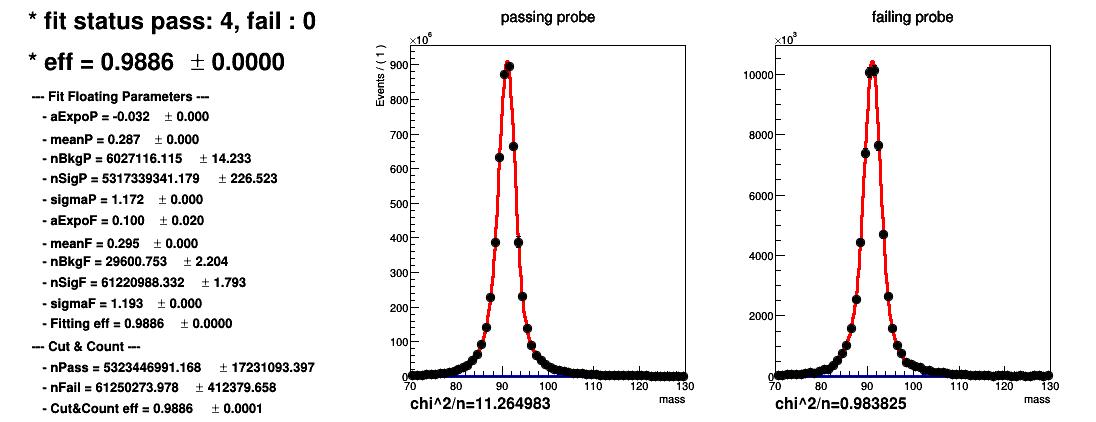 * fit status pass: 4, fail : 0
* eff = 0.9886 ± 0.0000
--- Fit Floating Parameters ---
- aExpoP = -0.032 ± 0.000
- meanP = 0.287 ± 0.000
- nBkgP = 6027116.115 ± 14.233
- nSigP = 5317339341.179 ± 226.523
- sigmaP = 1.172 ± 0.000
- aExpoF = 0.100 ± 0.020
- meanF = 0.295 ± 0.000
- nBkgF = 29600.753 ± 2.204
- nSigF = 61220988.332 ± 1.793
- sigmaF = 1.193 ± 0.000
- Fitting eff = 0.9886 ± 0.0000
--- Cut & Count ---
- nPass = 5323446991.168 ± 17231093.397
- nFail = 61250273.978 ± 412379.658
- Cut&Count eff = 0.9886 ± 0.0001
passing probe
×10^6
Events / ( 1 )
900
800
700
600
500
400
300
200
100
0
70 80 90 100 110 120 130
mass
chi^2/n=11.264983
failing probe
×10^3
10000
8000
6000
4000
2000
0
70 80 90 100 110 120 130
mass
chi^2/n=0.983825